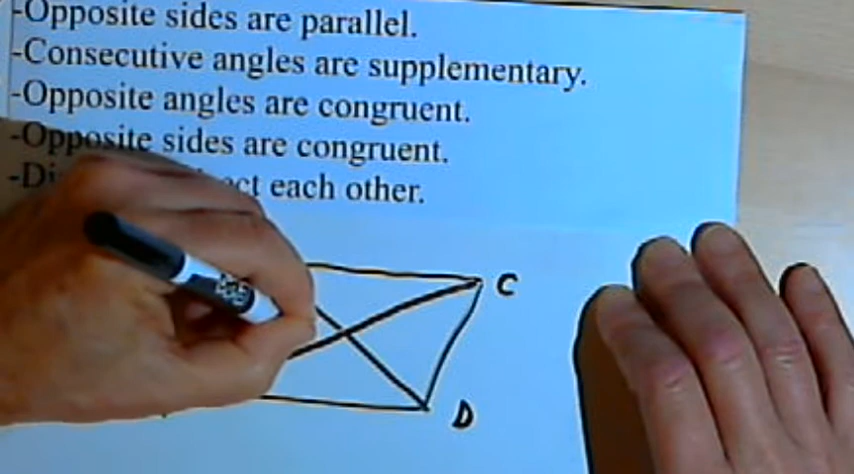 -Opposite sides are parallel.
-Consecutive angles are supplementary.
-Opposite angles are congruent.
-Opposite sides are congruent.
each other.
C
D